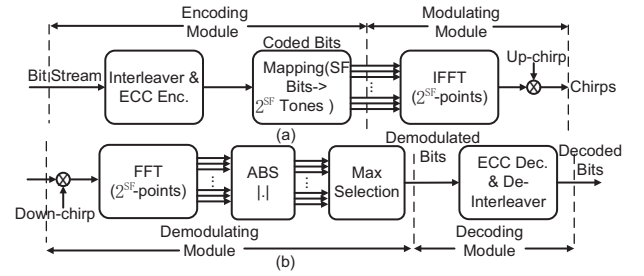 Encoding
Module
Modulating
Module
Bit Stream
Interleaver &
ECC Enc.
Coded Bits
Mapping(SF
Bits->
2^SF Tones )
IFFT
(2^SF-points)
Up-chirp
Chirps
(a)
Down-chirp
FFT
(2^SF-points)
ABS
|.|
Max
Selection
Demodulated
Bits
ECC Dec.
& De-
Interleaver
Decoded
Bits
Demodulating
Module
Decoding
Module
(b)